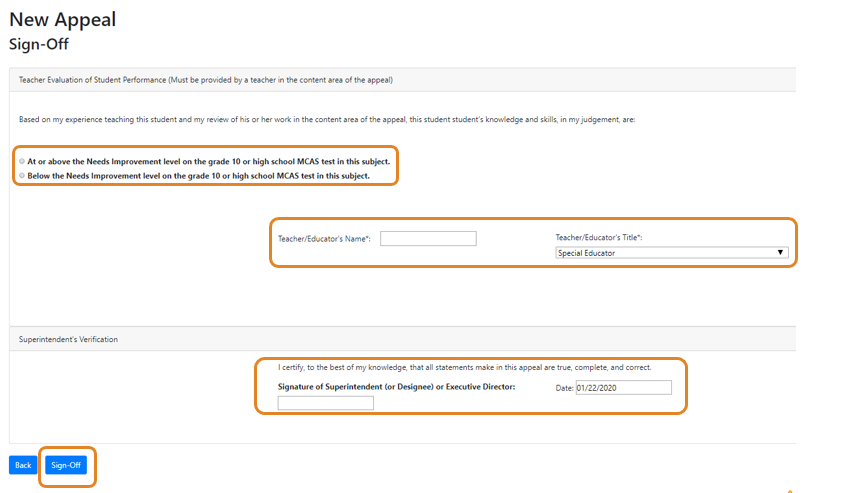 New Appeal
Sign-Off
Teacher Evaluation of Student Performance (Must be provided by a teacher in the content area of the appeal)
Based on my experience teaching this student and my review of his or her work in the content area of the appeal, this student student's knowledge and skills, in my judgement, are:
At or above the Needs Improvement level on the grade 10 or high school MCAS test in this subject.
Below the Needs Improvement level on the grade 10 or high school MCAS test in this subject.
Teacher/Educator's Name*:
Teacher/Educator's Title*:
Special Educator
Superintendent's Verification
I certify, to the best of my knowledge, that all statements make in this appeal are true, complete, and correct.
Signature of Superintendent (or Designee) or Executive Director:
Date: 01/22/2020
Back
Sign-Off